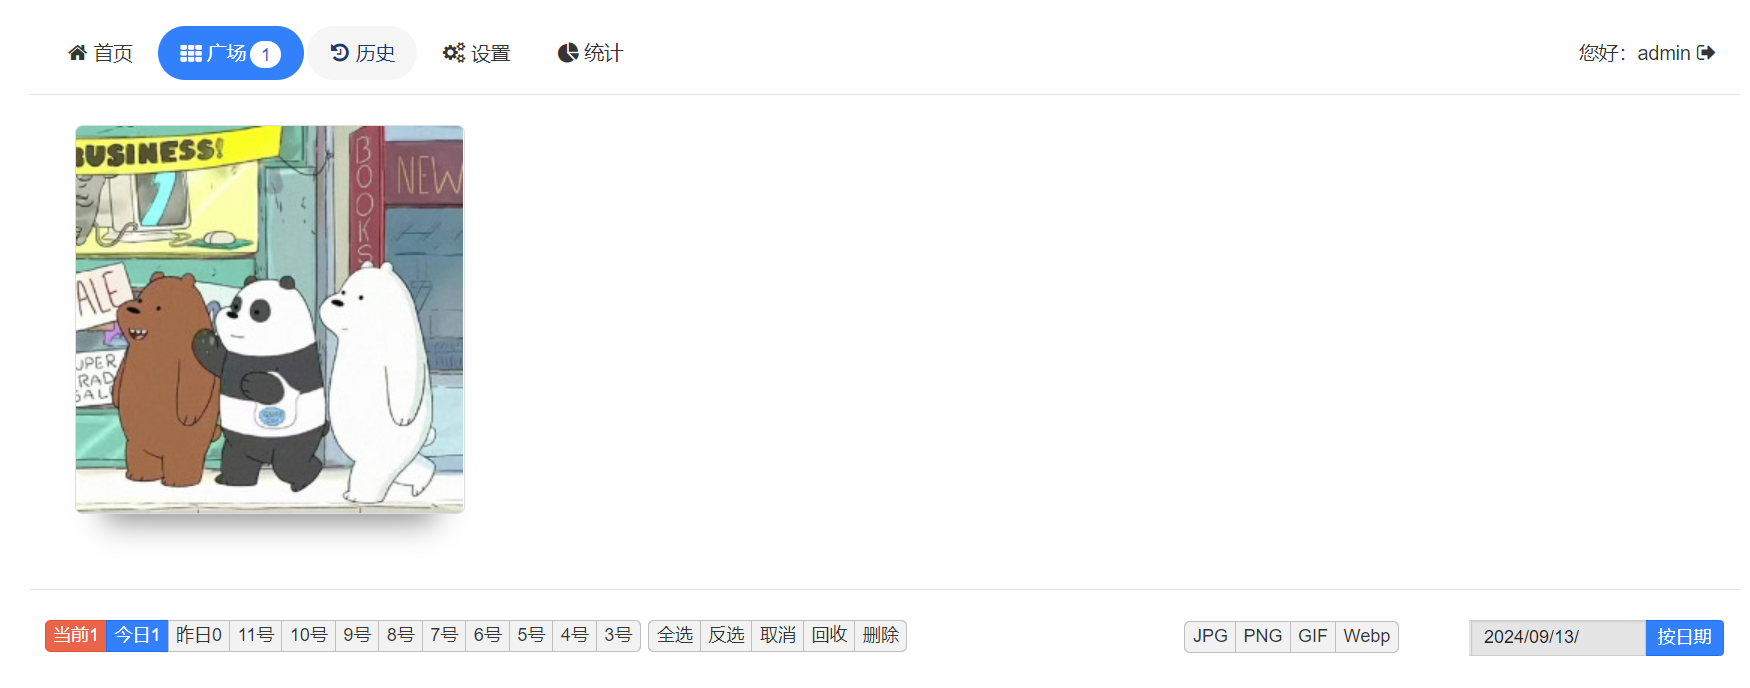 首页 广场 1 历史 设置 统计 您好：admin
BUSINESS!
BOOKS
NEW
ALE
UPER
RAD
SAL
当前1 今日1 昨日0 11号 10号 9号 8号 7号 6号 5号 4号 3号 全选 反选 取消 回收 删除 JPG PNG GIF Webp 2024/09/13/ 按日期